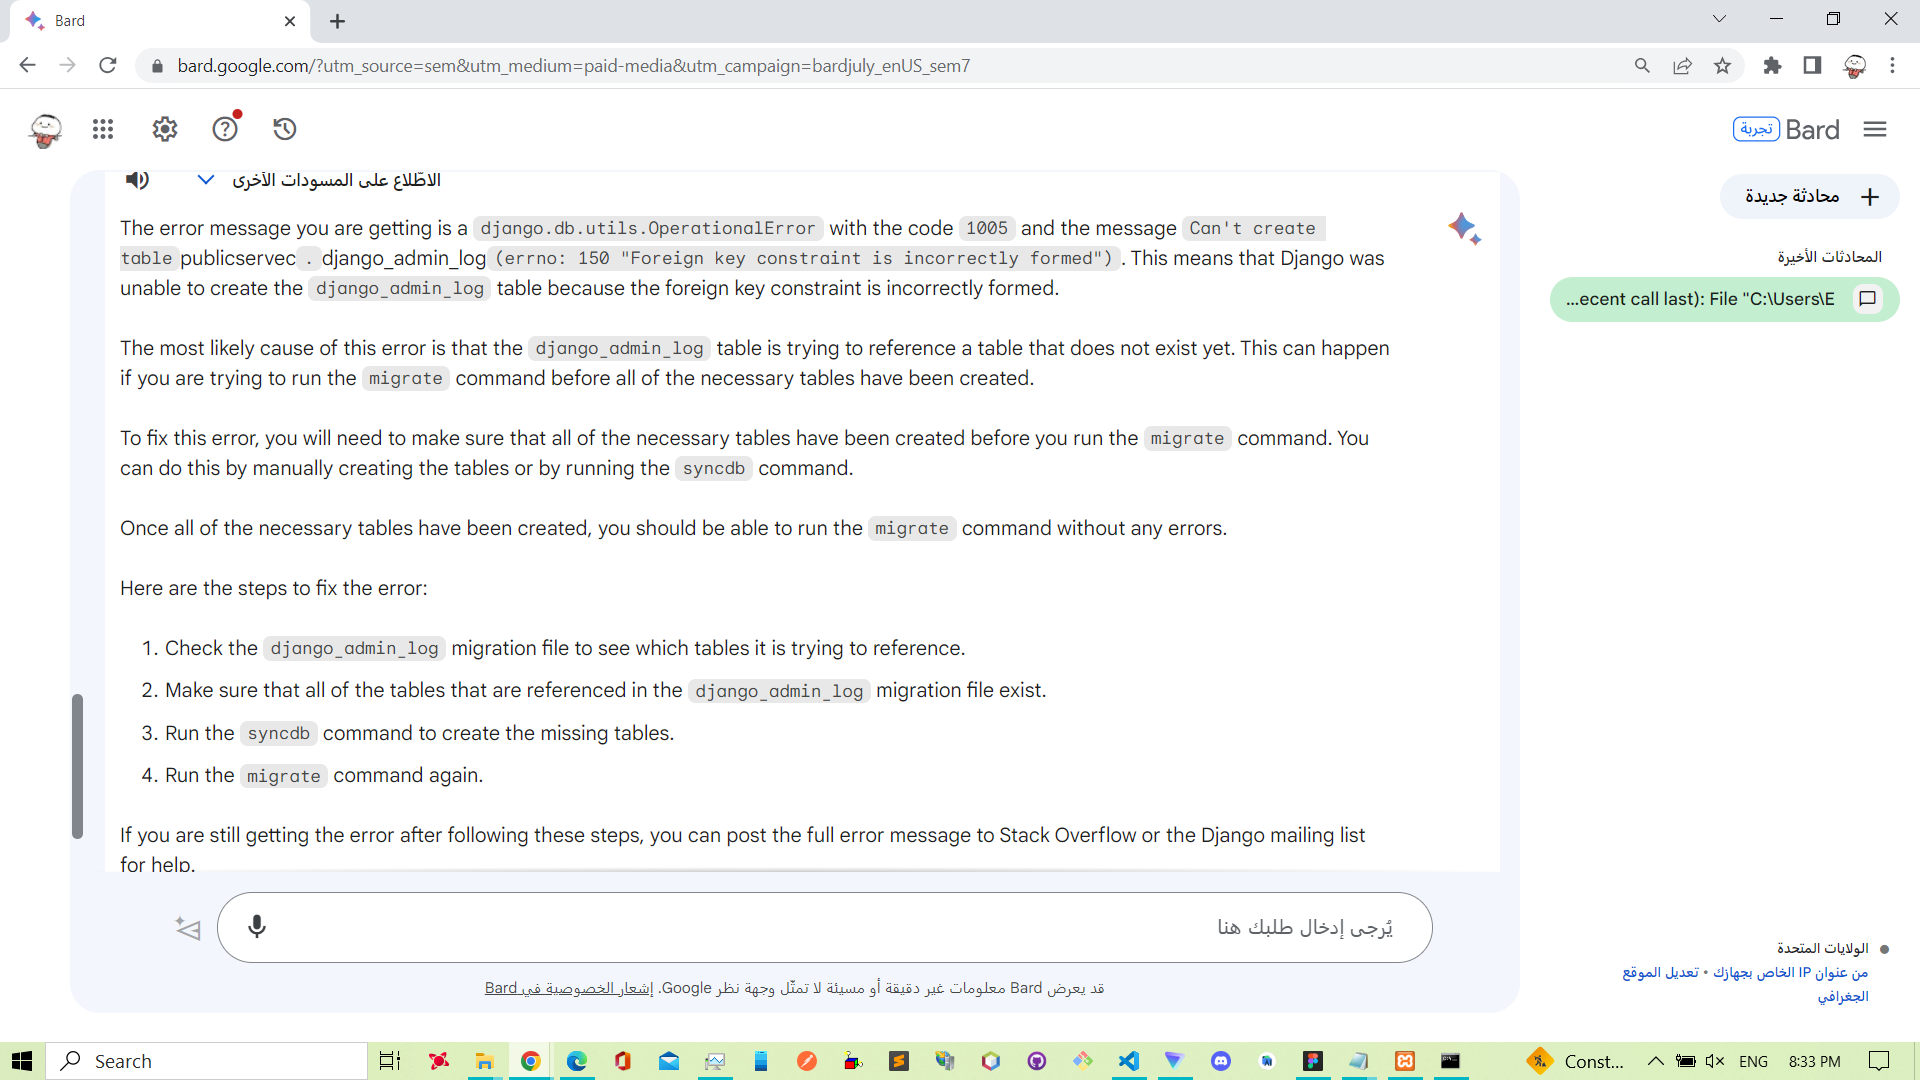 Bard
bard.google.com/?utm_source=sem&utm_medium=paid-media&utm_campaign=bardjuly_enUS_sem7
تجربة Bard
الاطّلاع على المسودات الأخرى
محادثة جديدة
The error message you are getting is a django.db.utils.OperationalError with the code 1005 and the message Can't create
table publicservec . django_admin_log (errno: 150 "Foreign key constraint is incorrectly formed") . This means that Django was
unable to create the django_admin_log table because the foreign key constraint is incorrectly formed.
المحادثات الأخيرة
...ecent call last): File "C:\Users\E
The most likely cause of this error is that the django_admin_log table is trying to reference a table that does not exist yet. This can happen
if you are trying to run the migrate command before all of the necessary tables have been created.
To fix this error, you will need to make sure that all of the necessary tables have been created before you run the migrate command. You
can do this by manually creating the tables or by running the syncdb command.
Once all of the necessary tables have been created, you should be able to run the migrate command without any errors.
Here are the steps to fix the error:
1. Check the django_admin_log migration file to see which tables it is trying to reference.
2. Make sure that all of the tables that are referenced in the django_admin_log migration file exist.
3. Run the syncdb command to create the missing tables.
4. Run the migrate command again.
If you are still getting the error after following these steps, you can post the full error message to Stack Overflow or the Django mailing list
for help.
يُرجى إدخال طلبك هنا
قد يعرض Bard معلومات غير دقيقة أو مسيئة لا تمثّل وجهة نظر Google. إشعار الخصوصية في Bard
الولايات المتحدة
من عنوان IP الخاص بجهازك • تعديل الموقع
الجغرافي
Search
Const...
ENG
8:33 PM